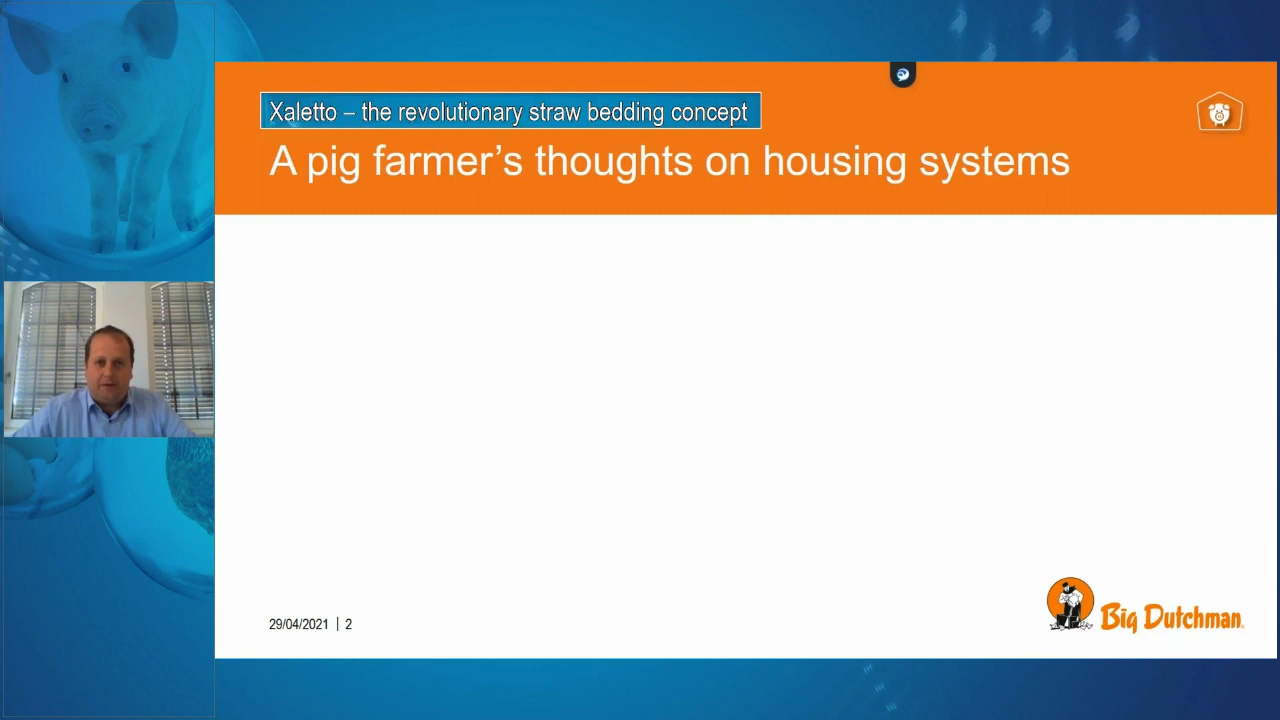 Xaletto – the revolutionary straw bedding concept
A pig farmer’s thoughts on housing systems
29/04/2021 | 2
Big Dutchman